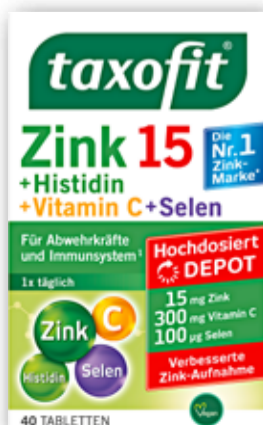 taxofit®
Zink 15
Die
Nr.1
Zink-
Marke*
+Histidin
+Vitamin C+Selen
Für Abwehrkräfte
und Immunsystem¹
1x täglich
Hochdosiert
DEPOT
15 mg Zink
300 mg Vitamin C
100 µg Selen
Verbesserte
Zink-Aufnahme
Zink
C
Histidin
Selen
40 TABLETTEN
Vegan